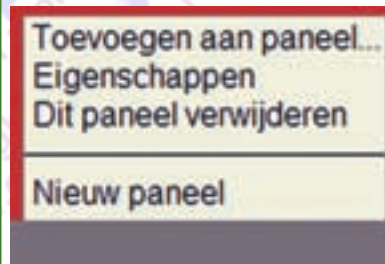 Toevoegen aan paneel...
Eigenschappen
Dit paneel verwijderen
Nieuw paneel